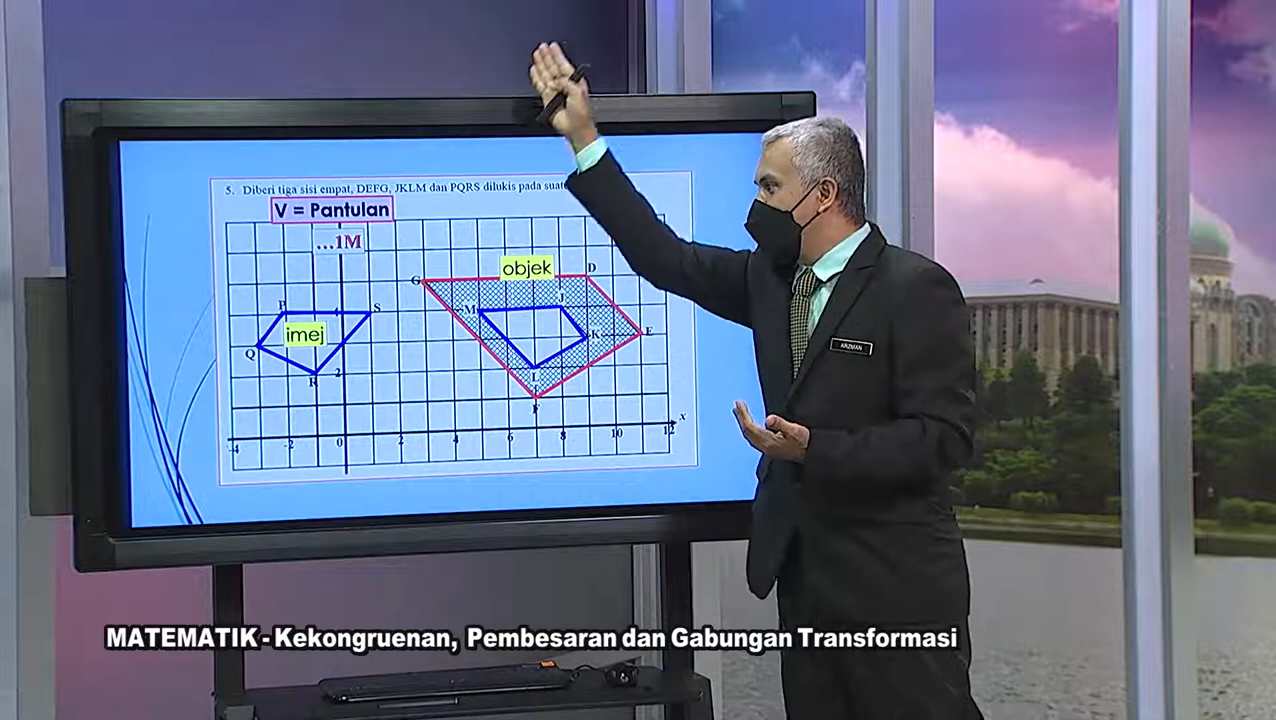 5. Diberi tiga sisi empat, DEFG, JKLM dan PQRS dilukis pada
V = Pantulan
...1M
objek
D
G
J
P
S
M
4
imej
K
E
Q
L
R
2
F
x
-4
-2
0
2
4
6
8
10
12
ARZMAN
MATEMATIK - Kekongruenan, Pembesaran dan Gabungan Transformasi